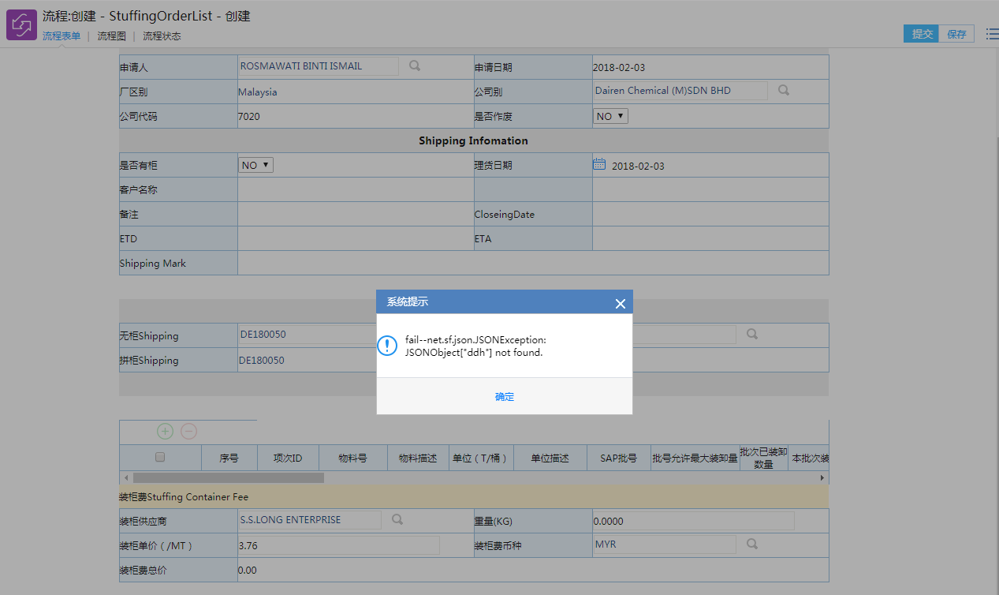 流程:创建 - StuffingOrderList - 创建
流程表单 | 流程图 | 流程状态
提交 保存
申请人 ROSMAWATI BINTI ISMAIL 申请日期 2018-02-03
厂区别 Malaysia 公司别 Dairen Chemical (M)SDN BHD
公司代码 7020 是否作废 NO
Shipping Infomation
是否有柜 NO 理货日期 2018-02-03
客户名称
备注 CloseingDate
ETD ETA
Shipping Mark
系统提示
fail--net.sf.json.JSONException:
JSONObject["ddh"] not found.
确定
无柜Shipping DE180050
拼柜Shipping DE180050
序号 项次ID 物料号 物料描述 单位（T/桶） 单位描述 SAP批号 批号允许最大装卸量 批次已装卸数量 本批次装
装柜费Stuffing Container Fee
装柜供应商 S.S.LONG ENTERPRISE 重量(KG) 0.0000
装柜单价（/MT） 3.76 装柜费币种 MYR
装柜费总价 0.00